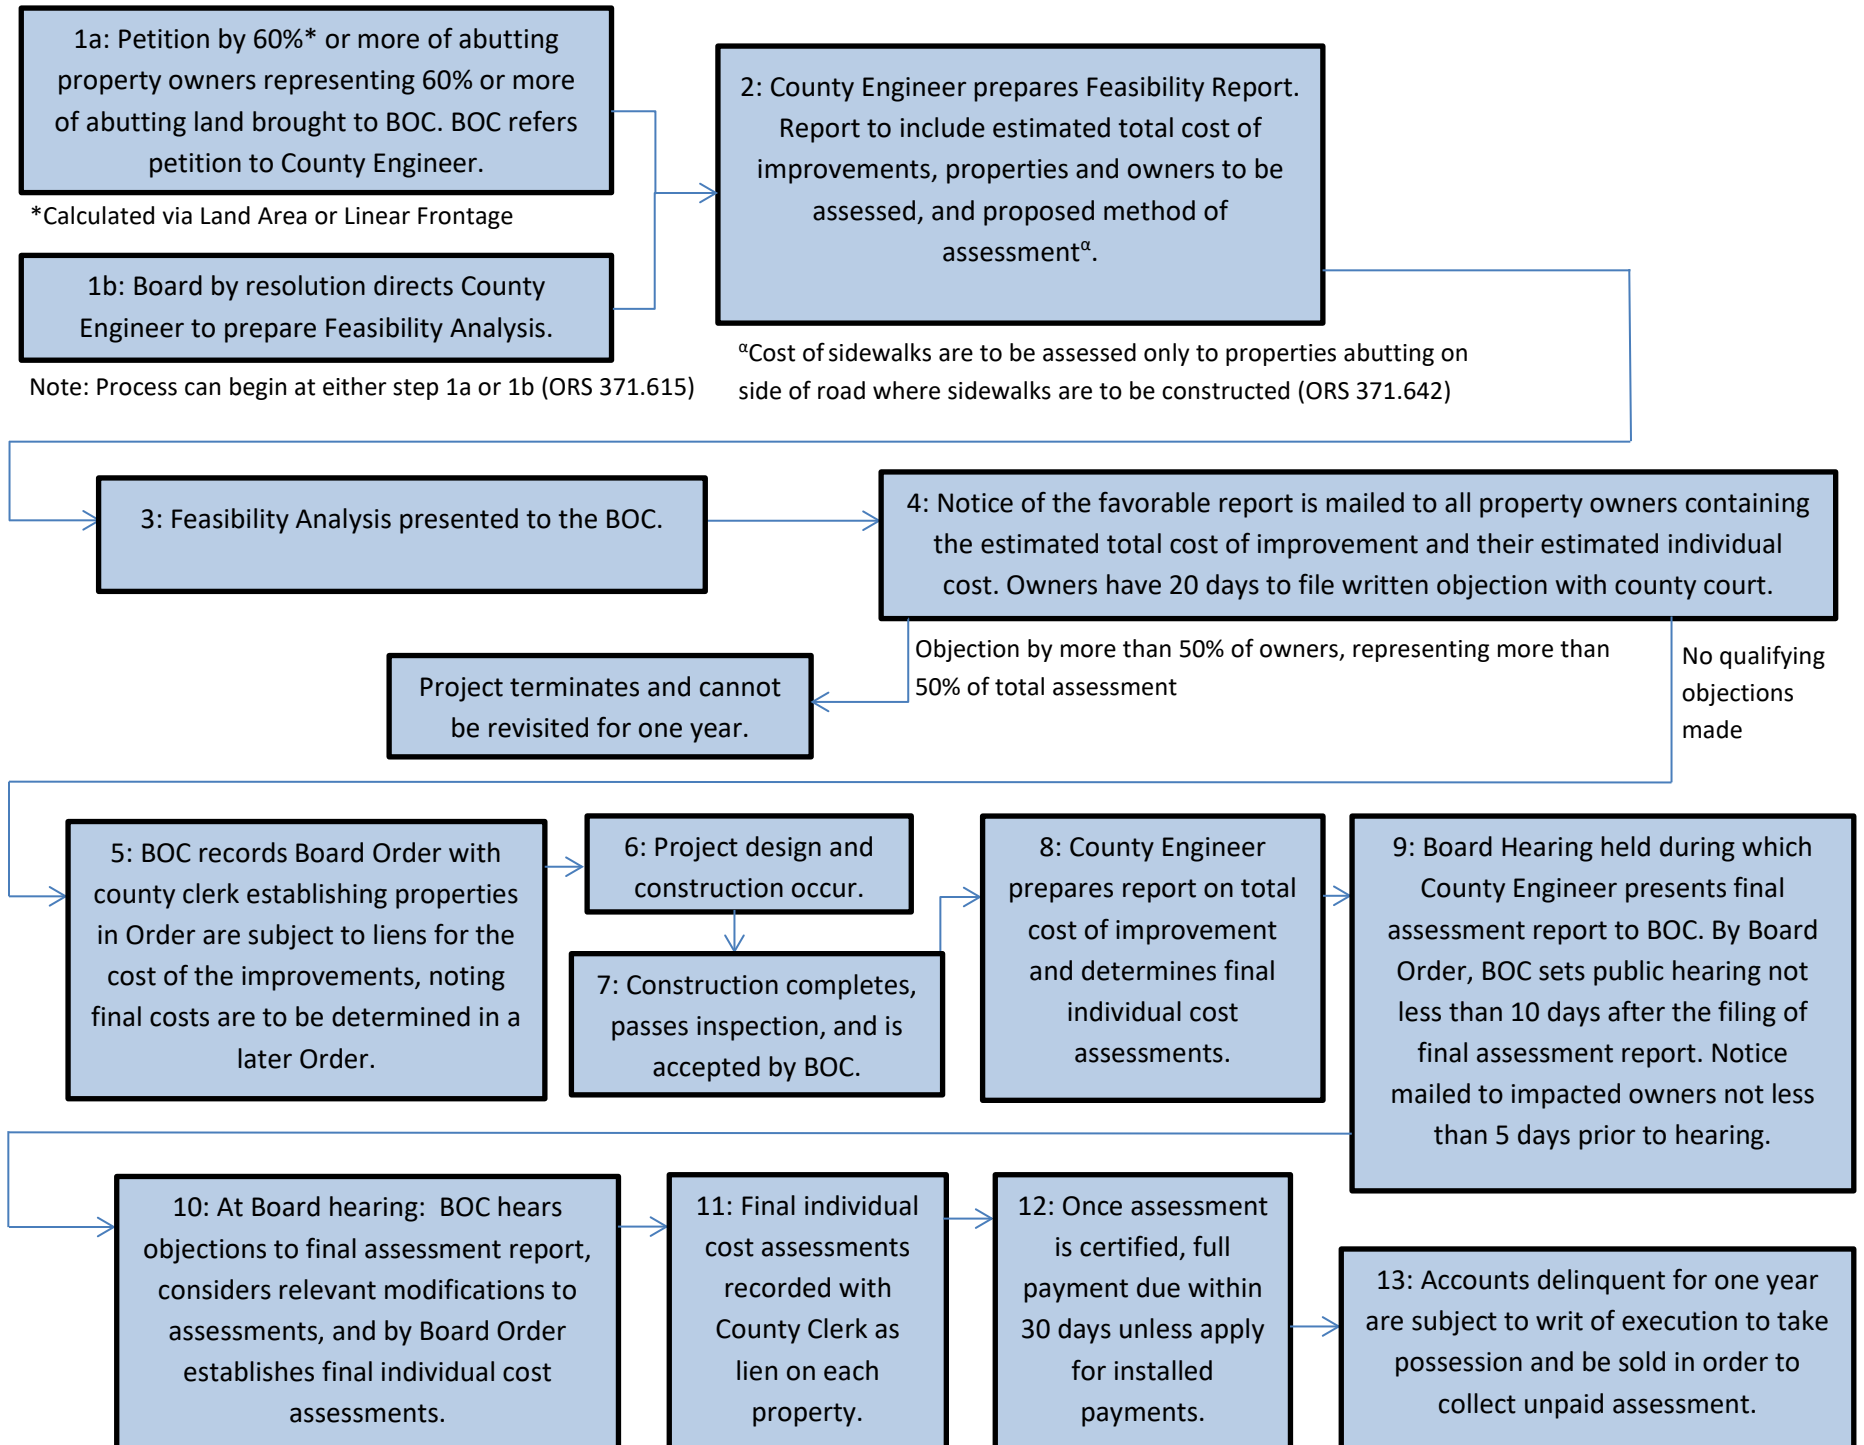 1a: Petition by 60%* or more of abutting
property owners representing 60% or more
of abutting land brought to BOC. BOC refers
petition to County Engineer.
*Calculated via Land Area or Linear Frontage
1b: Board by resolution directs County
Engineer to prepare Feasibility Analysis.
Note: Process can begin at either step 1a or 1b (ORS 371.615)
2: County Engineer prepares Feasibility Report.
Report to include estimated total cost of
improvements, properties and owners to be
assessed, and proposed method of
assessmentᵅ.
ᵅCost of sidewalks are to be assessed only to properties abutting on
side of road where sidewalks are to be constructed (ORS 371.642)
3: Feasibility Analysis presented to the BOC.
4: Notice of the favorable report is mailed to all property owners containing
the estimated total cost of improvement and their estimated individual
cost. Owners have 20 days to file written objection with county court.
Objection by more than 50% of owners, representing more than
50% of total assessment
No qualifying
objections
made
Project terminates and cannot
be revisited for one year.
5: BOC records Board Order with
county clerk establishing properties
in Order are subject to liens for the
cost of the improvements, noting
final costs are to be determined in a
later Order.
6: Project design and
construction occur.
7: Construction completes,
passes inspection, and is
accepted by BOC.
8: County Engineer
prepares report on total
cost of improvement
and determines final
individual cost
assessments.
9: Board Hearing held during which
County Engineer presents final
assessment report to BOC. By Board
Order, BOC sets public hearing not
less than 10 days after the filing of
final assessment report. Notice
mailed to impacted owners not less
than 5 days prior to hearing.
10: At Board hearing:  BOC hears
objections to final assessment report,
considers relevant modifications to
assessments, and by Board Order
establishes final individual cost
assessments.
11: Final individual
cost assessments
recorded with
County Clerk as
lien on each
property.
12: Once assessment
is certified, full
payment due within
30 days unless apply
for installed
payments.
13: Accounts delinquent for one year
are subject to writ of execution to take
possession and be sold in order to
collect unpaid assessment.